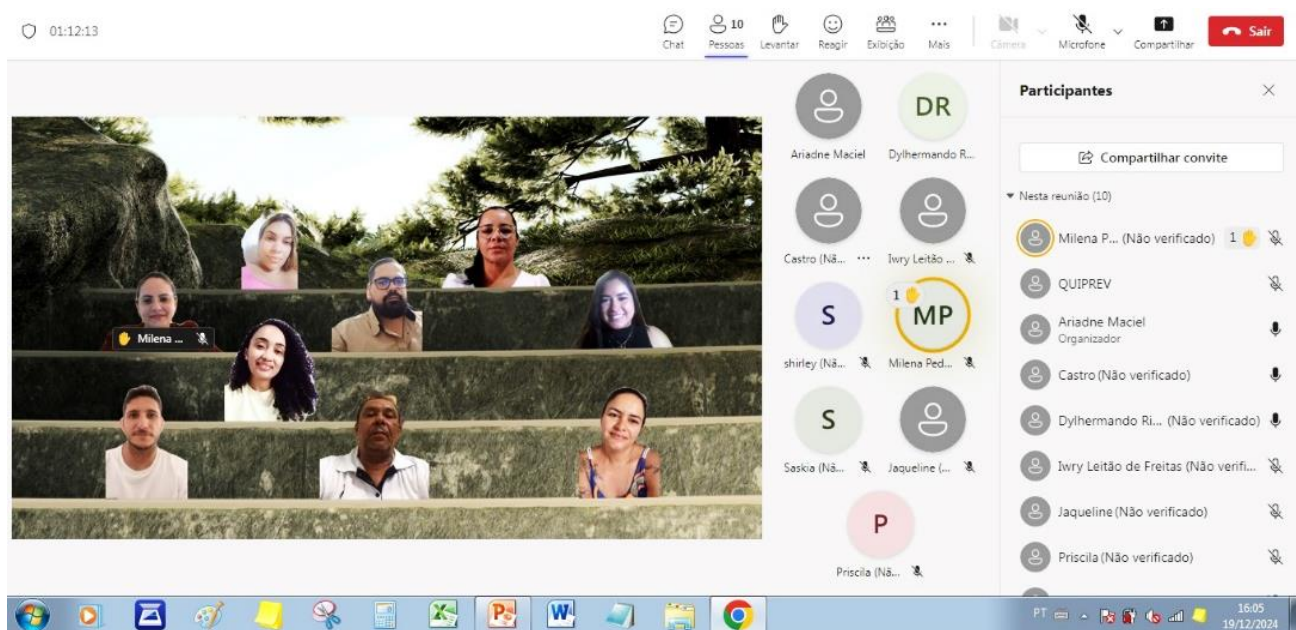 01:12:13
Chat
10
Pessoas
Levantar
Reagir
Exibição
Mais
Câmera
Microfone
Compartilhar
Sair
Milena ...
Ariadne Maciel
DR
Dylhermando R...
Castro (Nã... ...
Iwry Leitão ...
S
shirley (Nã...
1
MP
Milena Ped...
S
Saskia (Nã...
Jaqueline (...
P
Priscila (Nã...
Participantes
Compartilhar convite
Nesta reunião (10)
Milena P... (Não verificado) 1
QUIPREV
Ariadne Maciel
Organizador
Castro (Não verificado)
Dylhermando Ri... (Não verificado)
Iwry Leitão de Freitas (Não verifi...
Jaqueline (Não verificado)
Priscila (Não verificado)
PT
16:05
19/12/2024